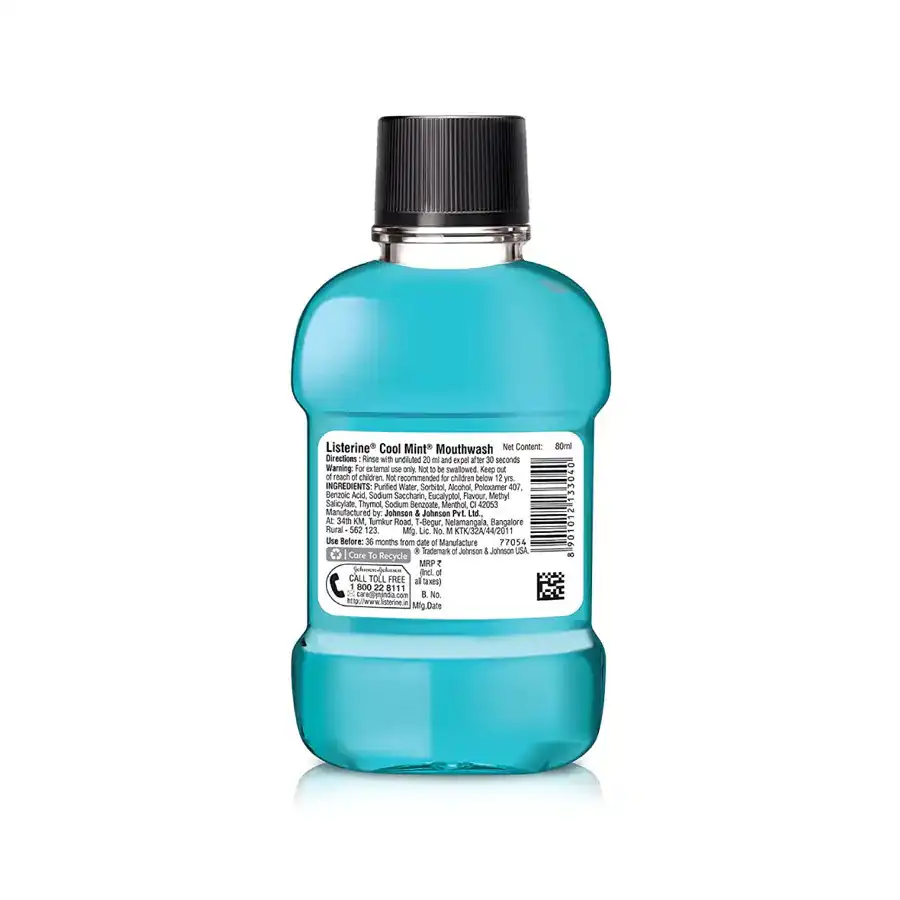 Listerine® Cool Mint® Mouthwash Net Content: 80ml
Directions : Rinse with undiluted 20 ml and expel after 30 seconds
Warning: For external use only. Not to be swallowed. Keep out
of reach of children. Not recommended for children below 12 yrs.
INGREDIENTS: Purified Water, Sorbitol, Alcohol, Poloxamer 407,
Benzoic Acid, Sodium Saccharin, Eucalyptol, Flavour, Methyl
Salicylate, Thymol, Sodium Benzoate, Menthol, CI 42053
Manufactured by: Johnson & Johnson Pvt. Ltd.,
At: 34th KM, Tumkur Road, T-Begur, Nelamangala, Bangalore
Rural - 562 123. Mfg. Lic. No. M KTK/32A/44/2011
Use Before: 36 months from date of Manufacture 77054
Care To Recycle ® Trademark of Johnson & Johnson USA.
8 901012 133040
Johnson & Johnson
CALL TOLL FREE
1 800 22 8111
care@jnjindia.com
http://www.listerine.in
MRP ₹
(Incl. of
all taxes)
B. No.
Mfg.Date